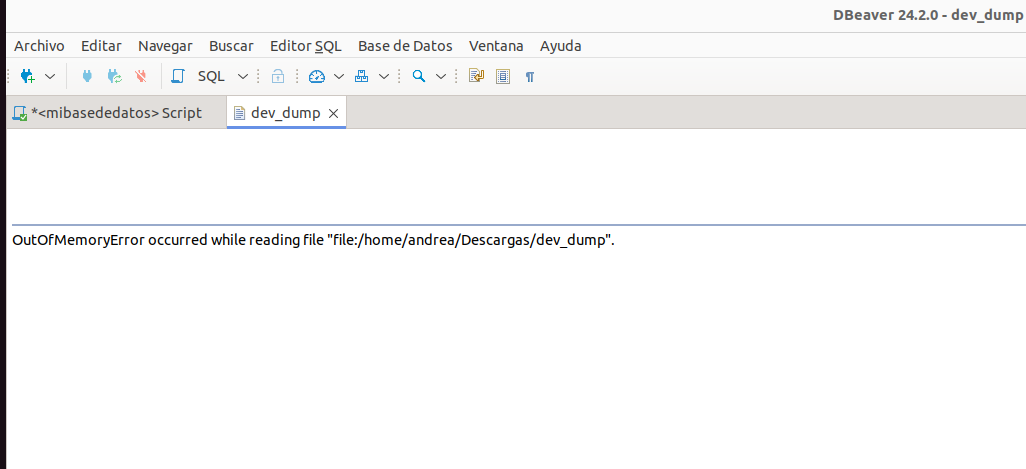 DBeaver 24.2.0 - dev_dump
Archivo Editar Navegar Buscar Editor SQL Base de Datos Ventana Ayuda
SQL
*<mibasededatos> Script dev_dump
OutOfMemoryError occurred while reading file "file:/home/andrea/Descargas/dev_dump".